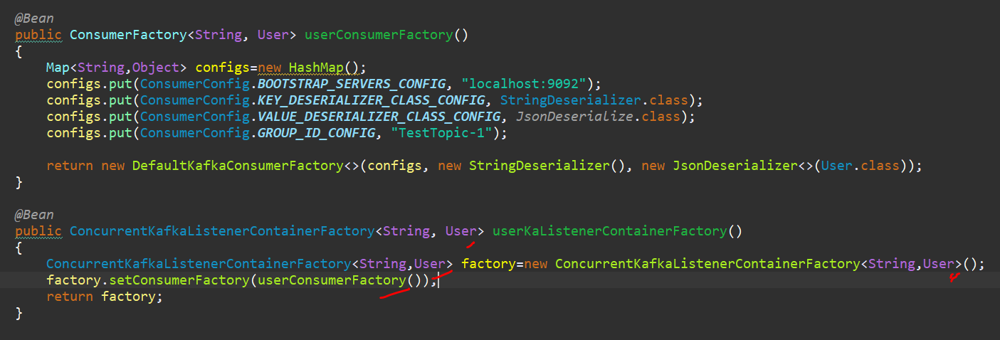 @Bean
public ConsumerFactory<String, User> userConsumerFactory()
{
    Map<String,Object> configs=new HashMap();
    configs.put(ConsumerConfig.BOOTSTRAP_SERVERS_CONFIG, "localhost:9092");
    configs.put(ConsumerConfig.KEY_DESERIALIZER_CLASS_CONFIG, StringDeserializer.class);
    configs.put(ConsumerConfig.VALUE_DESERIALIZER_CLASS_CONFIG, JsonDeserialize.class);
    configs.put(ConsumerConfig.GROUP_ID_CONFIG, "TestTopic-1");

    return new DefaultKafkaConsumerFactory<>(configs, new StringDeserializer(), new JsonDeserializer<>(User.class));
}

@Bean
public ConcurrentKafkaListenerContainerFactory<String, User> userKaListenerContainerFactory()
{
    ConcurrentKafkaListenerContainerFactory<String,User> factory=new ConcurrentKafkaListenerContainerFactory<String,User>();
    factory.setConsumerFactory(userConsumerFactory());
    return factory;
}